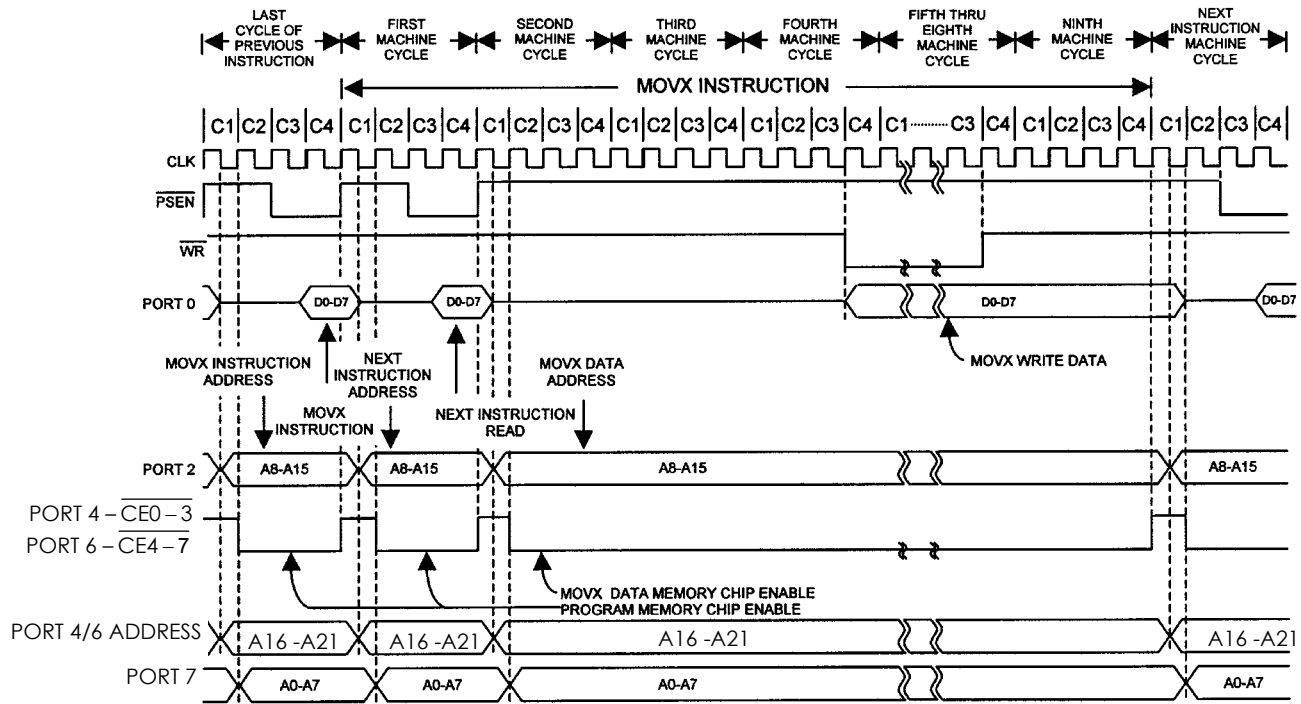 LAST CYCLE OF PREVIOUS INSTRUCTION
FIRST MACHINE CYCLE
SECOND MACHINE CYCLE
THIRD MACHINE CYCLE
FOURTH MACHINE CYCLE
FIFTH THRU EIGHTH MACHINE CYCLE
NINTH MACHINE CYCLE
NEXT INSTRUCTION MACHINE CYCLE
MOVX INSTRUCTION
C1 C2 C3 C4 C1 C2 C3 C4 C1 C2 C3 C4 C1 C2 C3 C4 C1 C2 C3 C4 C1 ......... C3 C4 C1 C2 C3 C4 C1 C2 C3 C4
CLK
PSEN
WR
PORT 0 D0-D7 D0-D7 D0-D7 D0-D7
MOVX WRITE DATA
MOVX INSTRUCTION ADDRESS
NEXT INSTRUCTION ADDRESS
MOVX DATA ADDRESS
MOVX INSTRUCTION
NEXT INSTRUCTION READ
PORT 2 A8-A15 A8-A15 A8-A15 A8-A15
PORT 4 – CE0 – 3
PORT 6 – CE4 – 7
MOVX DATA MEMORY CHIP ENABLE
PROGRAM MEMORY CHIP ENABLE
PORT 4/6 ADDRESS A16 -A21 A16 -A21 A16 -A21 A16 -A21
PORT 7 A0-A7 A0-A7 A0-A7 A0-A7